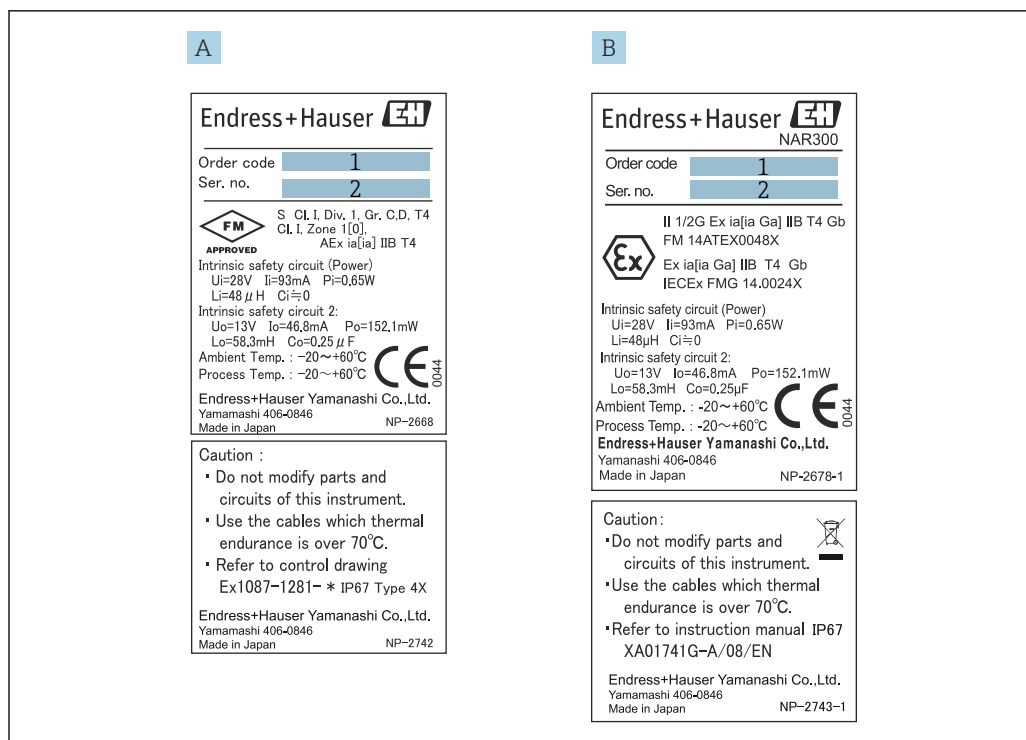 A
Endress+Hauser EH
Order code 1
Ser. no. 2
FM
APPROVED
S Cl. I, Div. 1, Gr. C,D, T4
Cl. I, Zone 1[0],
AEx ia[ia] IIB T4
Intrinsic safety circuit (Power)
Ui=28V Ii=93mA Pi=0.65W
Li=48μH Ci≒0
Intrinsic safety circuit 2:
Uo=13V Io=46.8mA Po=152.1mW
Lo=58.3mH Co=0.25μF
Ambient Temp. : -20~+60℃
Process Temp. : -20~+60℃
CE 0044
Endress+Hauser Yamanashi Co.,Ltd.
Yamamashi 406-0846
Made in Japan NP-2668
Caution :
▪ Do not modify parts and
circuits of this instrument.
▪ Use the cables which thermal
endurance is over 70℃.
▪ Refer to control drawing
Ex1087-1281-* IP67 Type 4X
Endress+Hauser Yamanashi Co.,Ltd.
Yamamashi 406-0846
Made in Japan NP-2742
B
Endress+Hauser EH
NAR300
Order code 1
Ser. no. 2
Ex
II 1/2G Ex ia[ia Ga] IIB T4 Gb
FM 14ATEX0048X
Ex ia[ia Ga] IIB T4 Gb
IECEx FMG 14.0024X
Intrinsic safety circuit (Power)
Ui=28V Ii=93mA Pi=0.65W
Li=48µH Ci≒0
Intrinsic safety circuit 2:
Uo=13V Io=46.8mA Po=152.1mW
Lo=58.3mH Co=0.25µF
Ambient Temp. : -20~+60℃
Process Temp. : -20~+60℃
CE 0044
Endress+Hauser Yamanashi Co.,Ltd.
Yamanashi 406-0846
Made in Japan NP-2678-1
Caution :
▪Do not modify parts and
circuits of this instrument.
▪Use the cables which thermal
endurance is over 70℃.
▪Refer to instruction manual IP67
XA01741G-A/08/EN
Endress+Hauser Yamanashi Co.,Ltd.
Yamamashi 406-0846
Made in Japan NP-2743-1